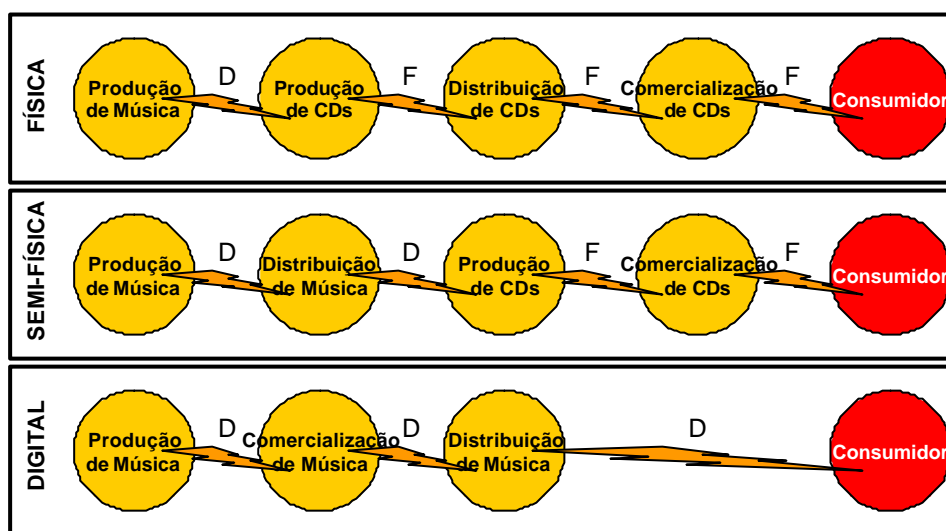 FÍSICA
D
F
F
F
Produção
de Música
Produção
de CDs
Distribuição
de CDs
Comercialização
de CDs
Consumidor
SEMI-FÍSICA
D
D
F
F
Produção
de Música
Distribuição
de Música
Produção
de CDs
Comercialização
de CDs
Consumidor
DIGITAL
D
D
D
Produção
de Música
Comercialização
de Música
Distribuição
de Música
Consumidor